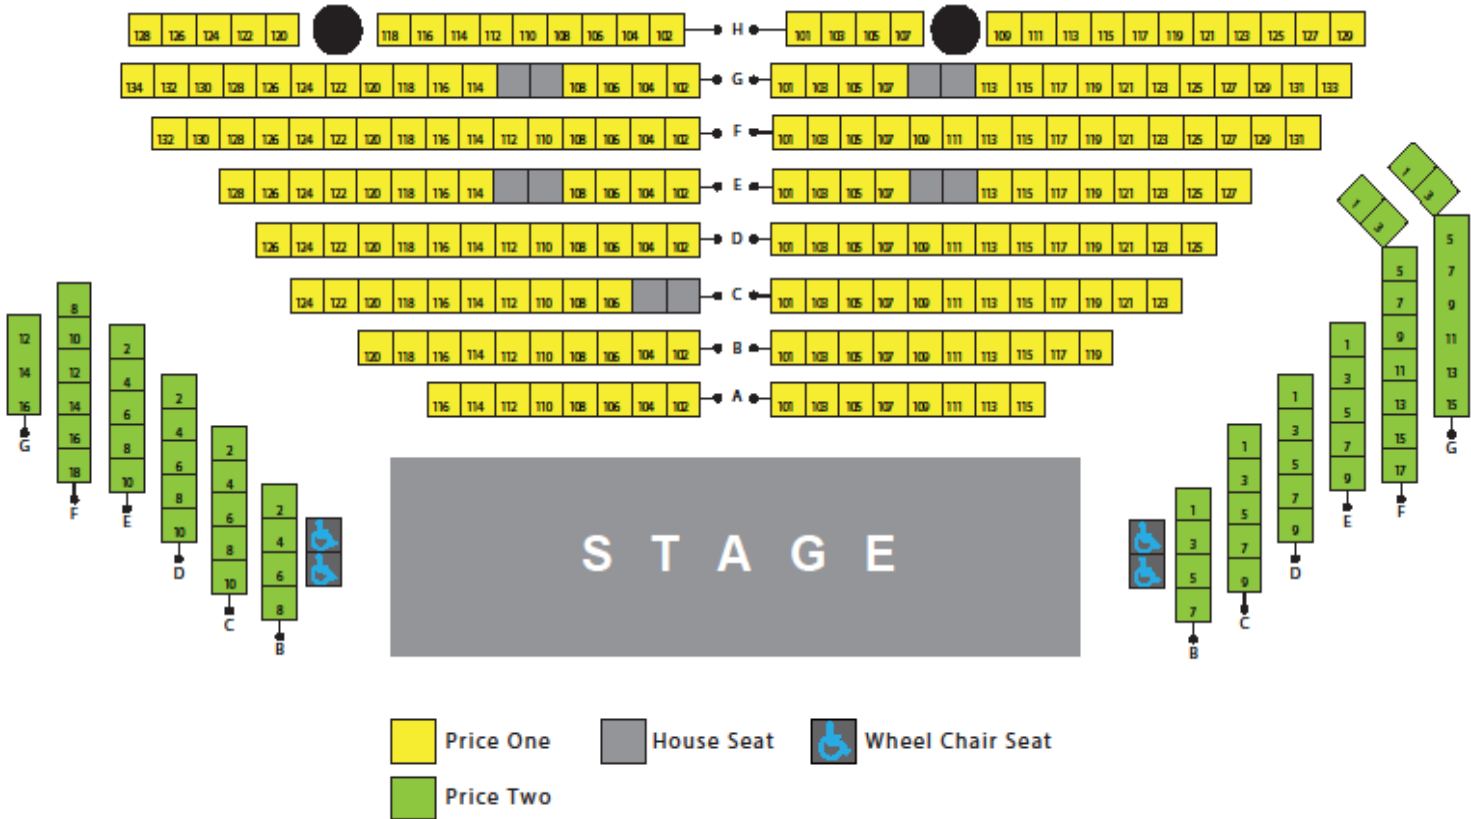 128 126 124 122 120 118 116 114 112 110 108 106 104 102 H 101 103 105 107 109 111 113 115 117 119 121 123 125 127 129
134 132 130 128 126 124 122 120 118 116 114 108 106 104 102 G 101 103 105 107 113 115 117 119 121 123 125 127 129 131 133
132 130 128 126 124 122 120 118 116 114 112 110 108 106 104 102 F 101 103 105 107 109 111 113 115 117 119 121 123 125 127 129 131
128 126 124 122 120 118 116 114 108 106 104 102 E 101 103 105 107 113 115 117 119 121 123 125 127
126 124 122 120 118 116 114 112 110 108 106 104 102 D 101 103 105 107 109 111 113 115 117 119 121 123 125
124 122 120 118 116 114 112 110 108 106 C 101 103 105 107 109 111 113 115 117 119 121 123
120 118 116 114 112 110 108 106 104 102 B 101 103 105 107 109 111 113 115 117 119
116 114 112 110 108 106 104 102 A 101 103 105 107 109 111 113 115
12
14
16
G
8
10
12
14
16
18
F
2
4
6
8
10
E
2
4
6
8
10
D
2
4
6
8
10
C
2
4
6
8
B
STAGE
1
3
5
7
B
1
3
5
7
9
C
1
3
5
7
9
D
1
3
5
7
9
E
1
3
5
7
9
11
13
15
17
F
1
3
5
7
9
11
13
15
G
Price One
House Seat
Wheel Chair Seat
Price Two